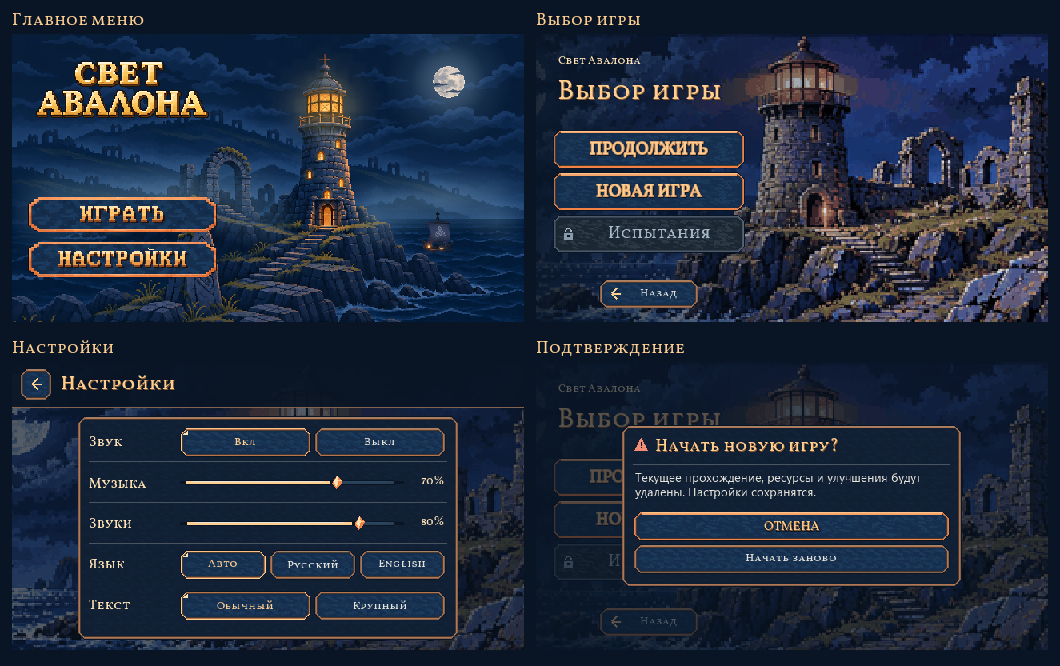 Главное меню
СВЕТ
АВАЛОНА
ИГРАТЬ
НАСТРОЙКИ
Выбор игры
Свет Авалона
Выбор игры
ПРОДОЛЖИТЬ
НОВАЯ ИГРА
Испытания
Назад
Настройки
Настройки
Звук
Вкл
Выкл
Музыка
70%
Звуки
80%
Язык
Авто
Русский
English
Текст
Обычный
Крупный
Подтверждение
Свет Авалона
Выбор игры
ПРО
НО
И
Начать новую игру?
Текущее прохождение, ресурсы и улучшения будут
удалены. Настройки сохранятся.
ОТМЕНА
Начать заново
Назад